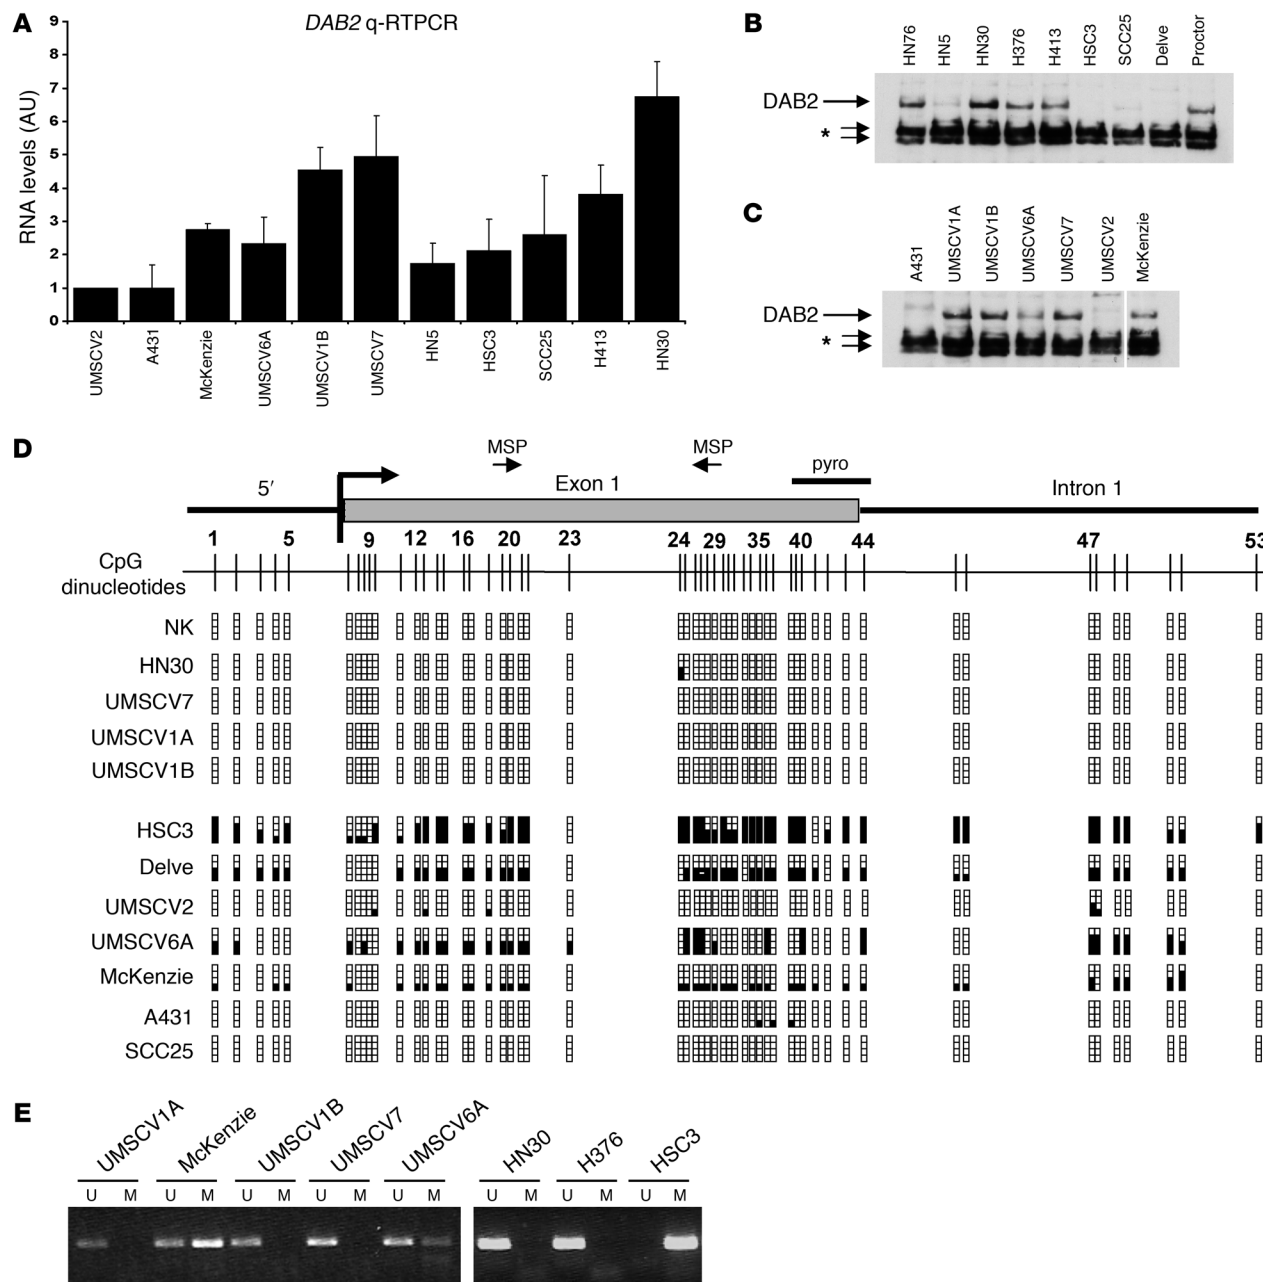 A
DAB2 q-RTPCR
RNA levels (AU)
9
8
7
6
5
4
3
2
1
0
UMSCV2
A431
McKenzie
UMSCV6A
UMSCV1B
UMSCV7
HN5
HSC3
SCC25
H413
HN30
B
HN76
HN5
HN30
H376
H413
HSC3
SCC25
Delve
Proctor
DAB2
*
C
A431
UMSCV1A
UMSCV1B
UMSCV6A
UMSCV7
UMSCV2
McKenzie
DAB2
*
D
MSP
MSP
pyro
5′
Exon 1
Intron 1
1 5 9 12 16 20 23 24 29 35 40 44 47 53
CpG
dinucleotides
NK
HN30
UMSCV7
UMSCV1A
UMSCV1B
HSC3
Delve
UMSCV2
UMSCV6A
McKenzie
A431
SCC25
E
UMSCV1A
McKenzie
UMSCV1B
UMSCV7
UMSCV6A
HN30
H376
HSC3
U M U M U M U M U M U M U M U M